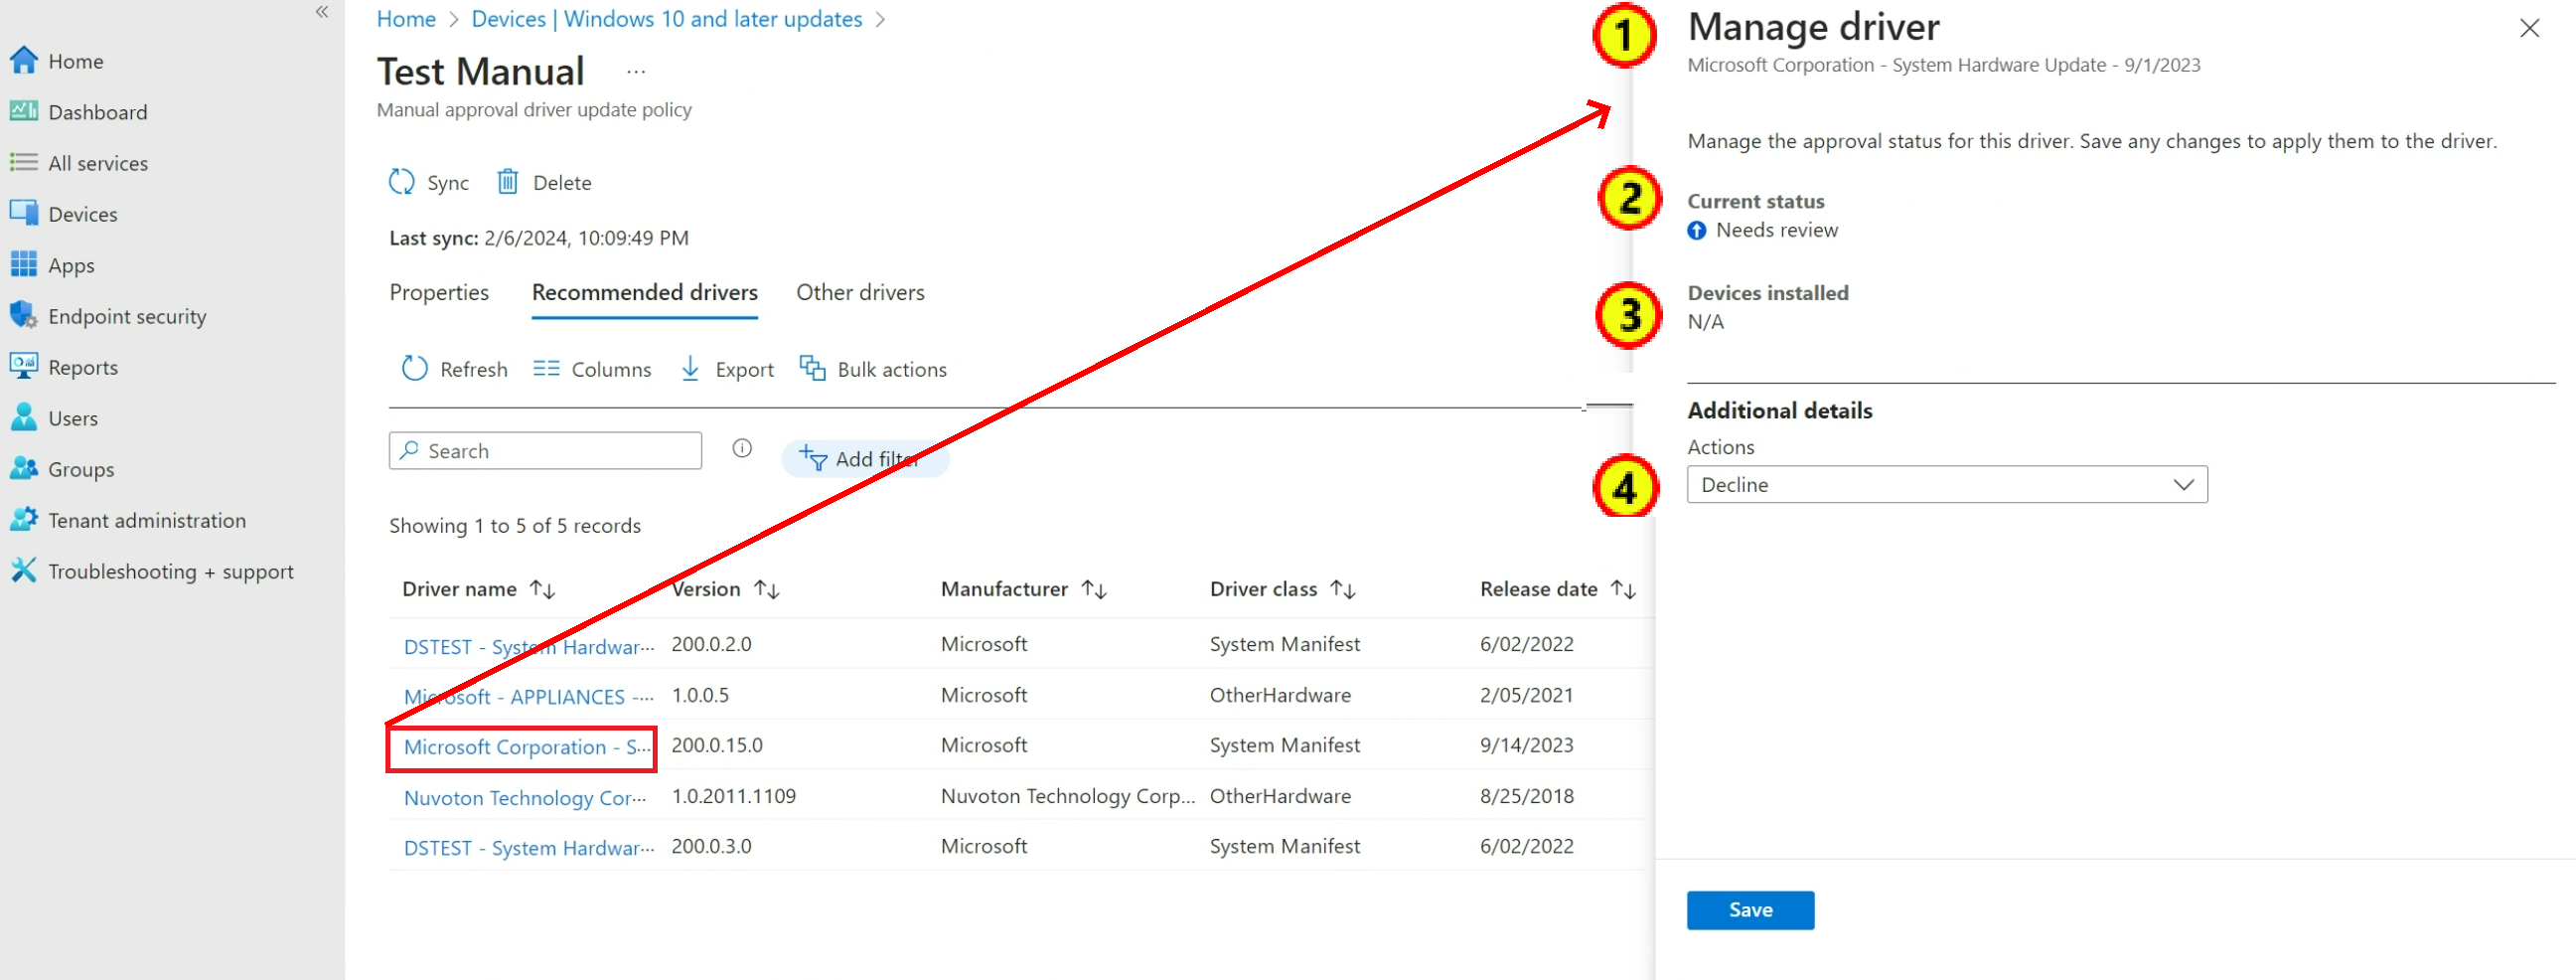 «
Home
Dashboard
All services
Devices
Apps
Endpoint security
Reports
Users
Groups
Tenant administration
Troubleshooting + support
Home > Devices | Windows 10 and later updates >
Test Manual ...
Manual approval driver update policy
Sync Delete
Last sync: 2/6/2024, 10:09:49 PM
Properties Recommended drivers Other drivers
Refresh Columns Export Bulk actions
Search Add filter
Showing 1 to 5 of 5 records
Driver name ↑↓ Version ↑↓ Manufacturer ↑↓ Driver class ↑↓ Release date ↑↓
DSTEST - System Hardwar... 200.0.2.0 Microsoft System Manifest 6/02/2022
Microsoft - APPLIANCES -... 1.0.0.5 Microsoft OtherHardware 2/05/2021
Microsoft Corporation - S... 200.0.15.0 Microsoft System Manifest 9/14/2023
Nuvoton Technology Cor... 1.0.2011.1109 Nuvoton Technology Corp... OtherHardware 8/25/2018
DSTEST - System Hardwar... 200.0.3.0 Microsoft System Manifest 6/02/2022
1
Manage driver
Microsoft Corporation - System Hardware Update - 9/1/2023
Manage the approval status for this driver. Save any changes to apply them to the driver.
2
Current status
Needs review
3
Devices installed
N/A
Additional details
Actions
4
Decline
Save